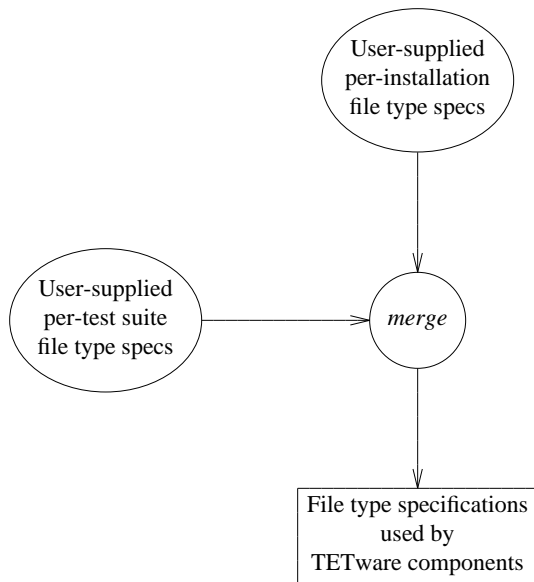 User-supplied
per-installation
file type specs
User-supplied
per-test suite
file type specs
merge
File type specifications
used by
TETware components